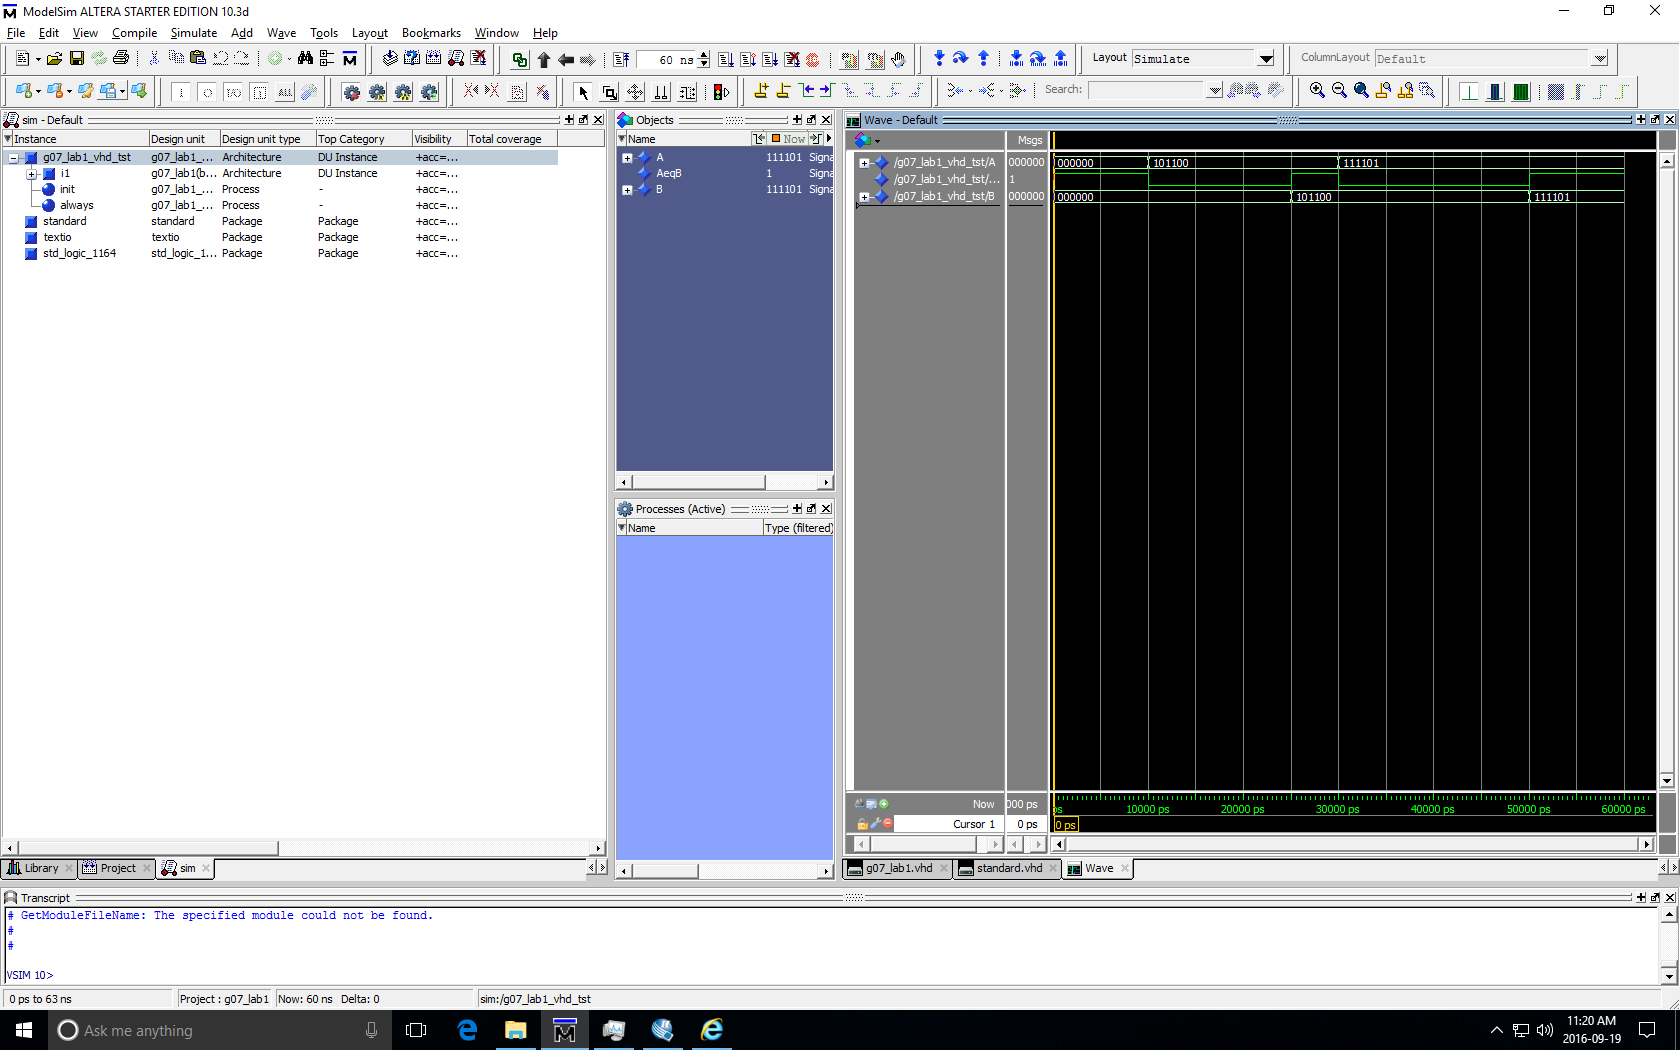 ModelSim ALTERA STARTER EDITION 10.3d
File Edit View Compile Simulate Add Wave Tools Layout Bookmarks Window Help
60 ns
Layout Simulate
ColumnLayout Default
Search:
sim - Default
Instance Design unit Design unit type Top Category Visibility Total coverage
g07_lab1_vhd_tst g07_lab1_... Architecture DU Instance +acc=...
i1 g07_lab1(b... Architecture DU Instance +acc=...
init g07_lab1_... Process - +acc=...
always g07_lab1_... Process - +acc=...
standard standard Package Package +acc=...
textio textio Package Package +acc=...
std_logic_1164 std_logic_1... Package Package +acc=...
Library Project sim
Objects
Name Now
A 111101 Signa
AeqB 1 Signa
B 111101 Signa
Processes (Active)
Name Type (filtered)
Wave - Default
Msgs
/g07_lab1_vhd_tst/A 000000 000000 101100 111101
/g07_lab1_vhd_tst/... 1
/g07_lab1_vhd_tst/B 000000 000000 101100 111101
Now 000 ps ps 10000 ps 20000 ps 30000 ps 40000 ps 50000 ps 60000 ps
Cursor 1 0 ps 0 ps
g07_lab1.vhd standard.vhd Wave
Transcript
# GetModuleFileName: The specified module could not be found.
#
#
VSIM 10>
0 ps to 63 ns Project : g07_lab1 Now: 60 ns Delta: 0 sim:/g07_lab1_vhd_tst
Ask me anything
11:20 AM
2016-09-19